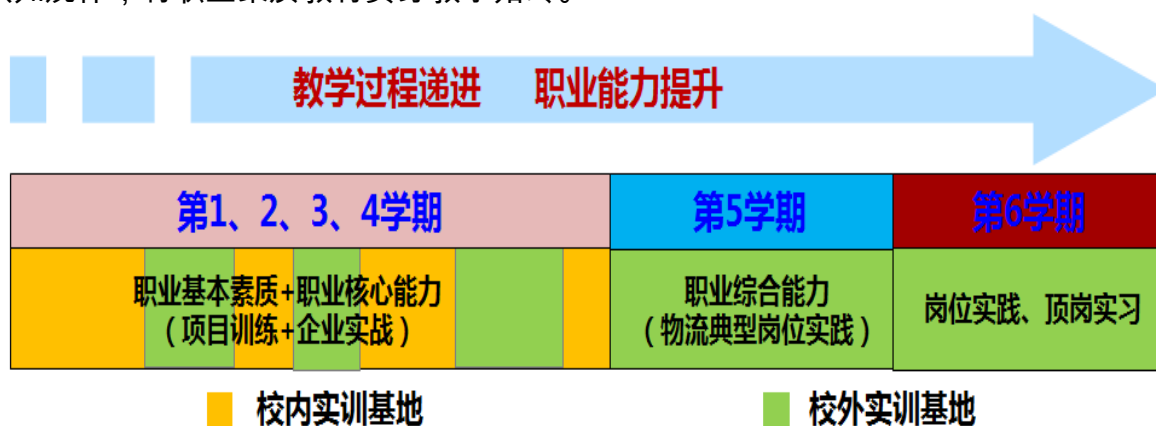 教学过程递进 职业能力提升
第1、2、3、4学期
第5学期
第6学期
职业基本素质+职业核心能力
(项目训练+企业实战)
职业综合能力
(物流典型岗位实践)
岗位实践、顶岗实习
校内实训基地
校外实训基地